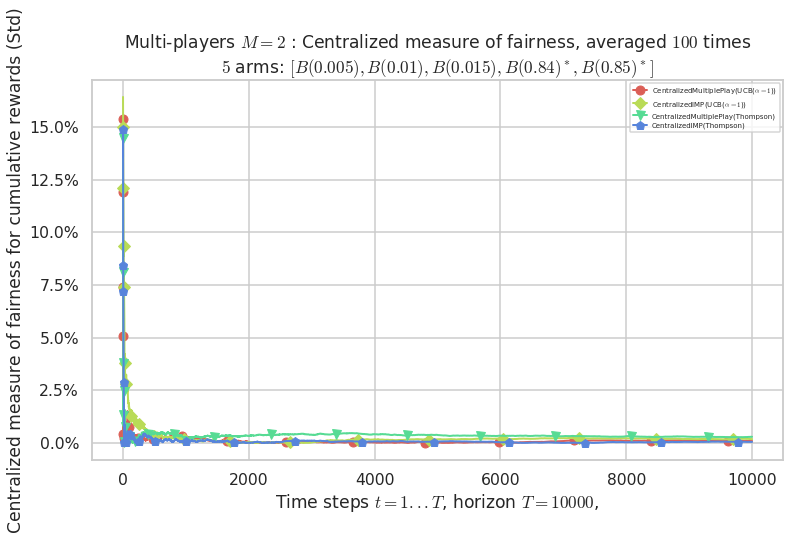 Multi-players M = 2 : Centralized measure of fairness, averaged 100 times
5 arms: [B(0.005), B(0.01), B(0.015), B(0.84)*, B(0.85)*]
CentralizedMultiplePlay(UCB(α=1))
CentralizedIMP(UCB(α=1))
CentralizedMultiplePlay(Thompson)
CentralizedIMP(Thompson)
Centralized measure of fairness for cumulative rewards (Std)
15.0%
12.5%
10.0%
7.5%
5.0%
2.5%
0.0%
0 2000 4000 6000 8000 10000
Time steps t = 1...T, horizon T = 10000,